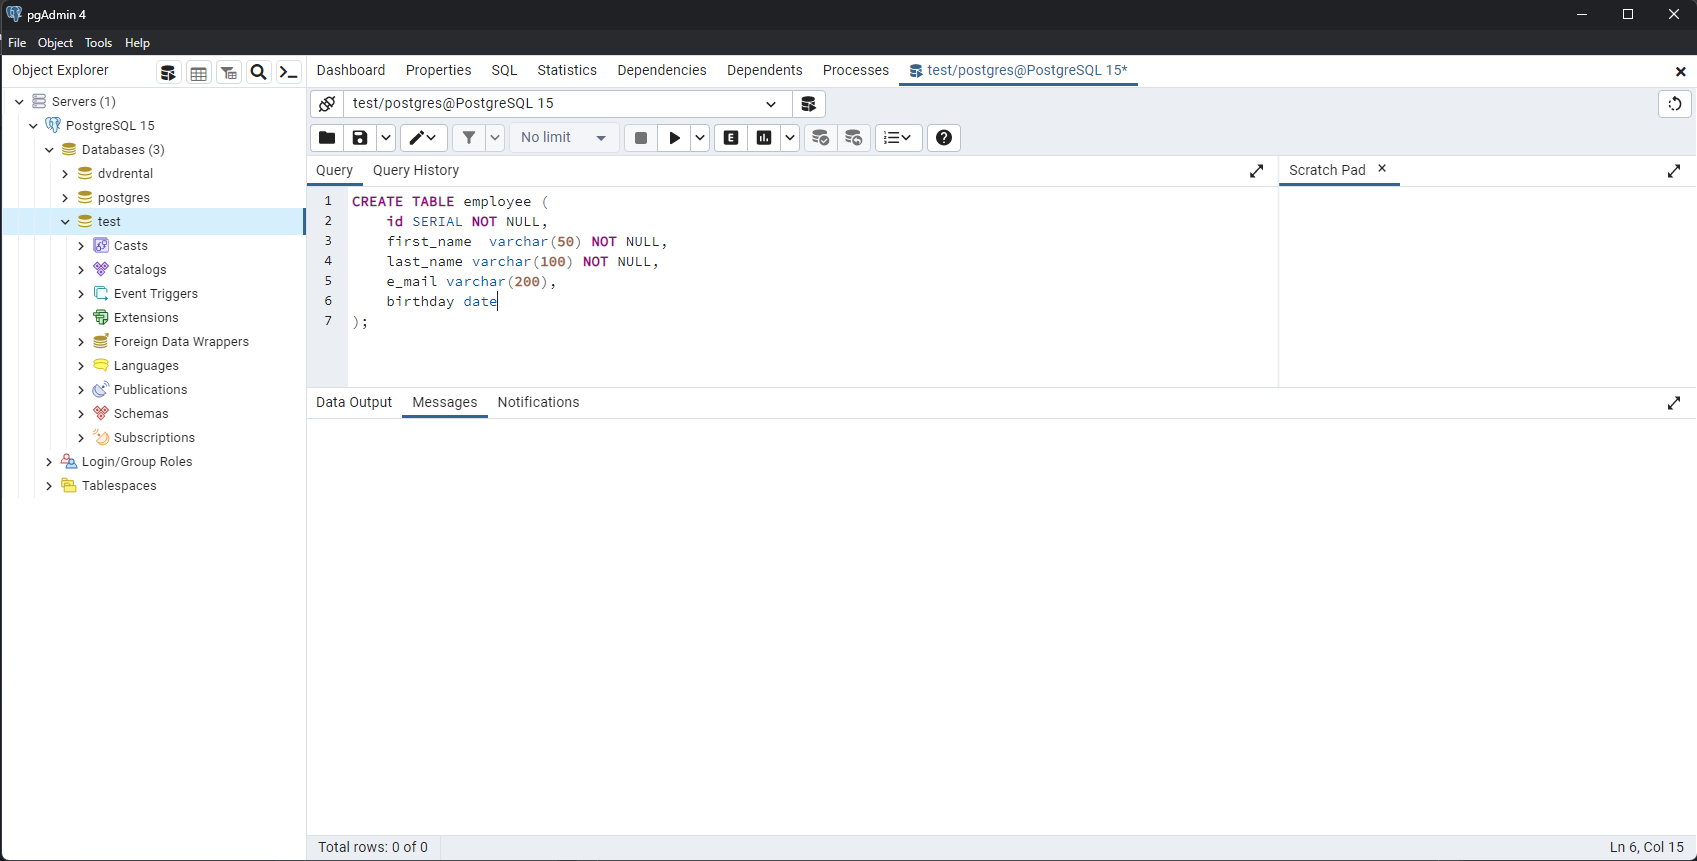 pgAdmin 4
File Object Tools Help
Object Explorer
Dashboard Properties SQL Statistics Dependencies Dependents Processes test/postgres@PostgreSQL 15*
Servers (1)
PostgreSQL 15
Databases (3)
dvdrental
postgres
test
Casts
Catalogs
Event Triggers
Extensions
Foreign Data Wrappers
Languages
Publications
Schemas
Subscriptions
Login/Group Roles
Tablespaces
test/postgres@PostgreSQL 15
No limit
E
Query Query History
Scratch Pad
1 CREATE TABLE employee (
2 id SERIAL NOT NULL,
3 first_name  varchar(50) NOT NULL,
4 last_name varchar(100) NOT NULL,
5 e_mail varchar(200),
6 birthday date
7 );
Data Output Messages Notifications
Total rows: 0 of 0
Ln 6, Col 15